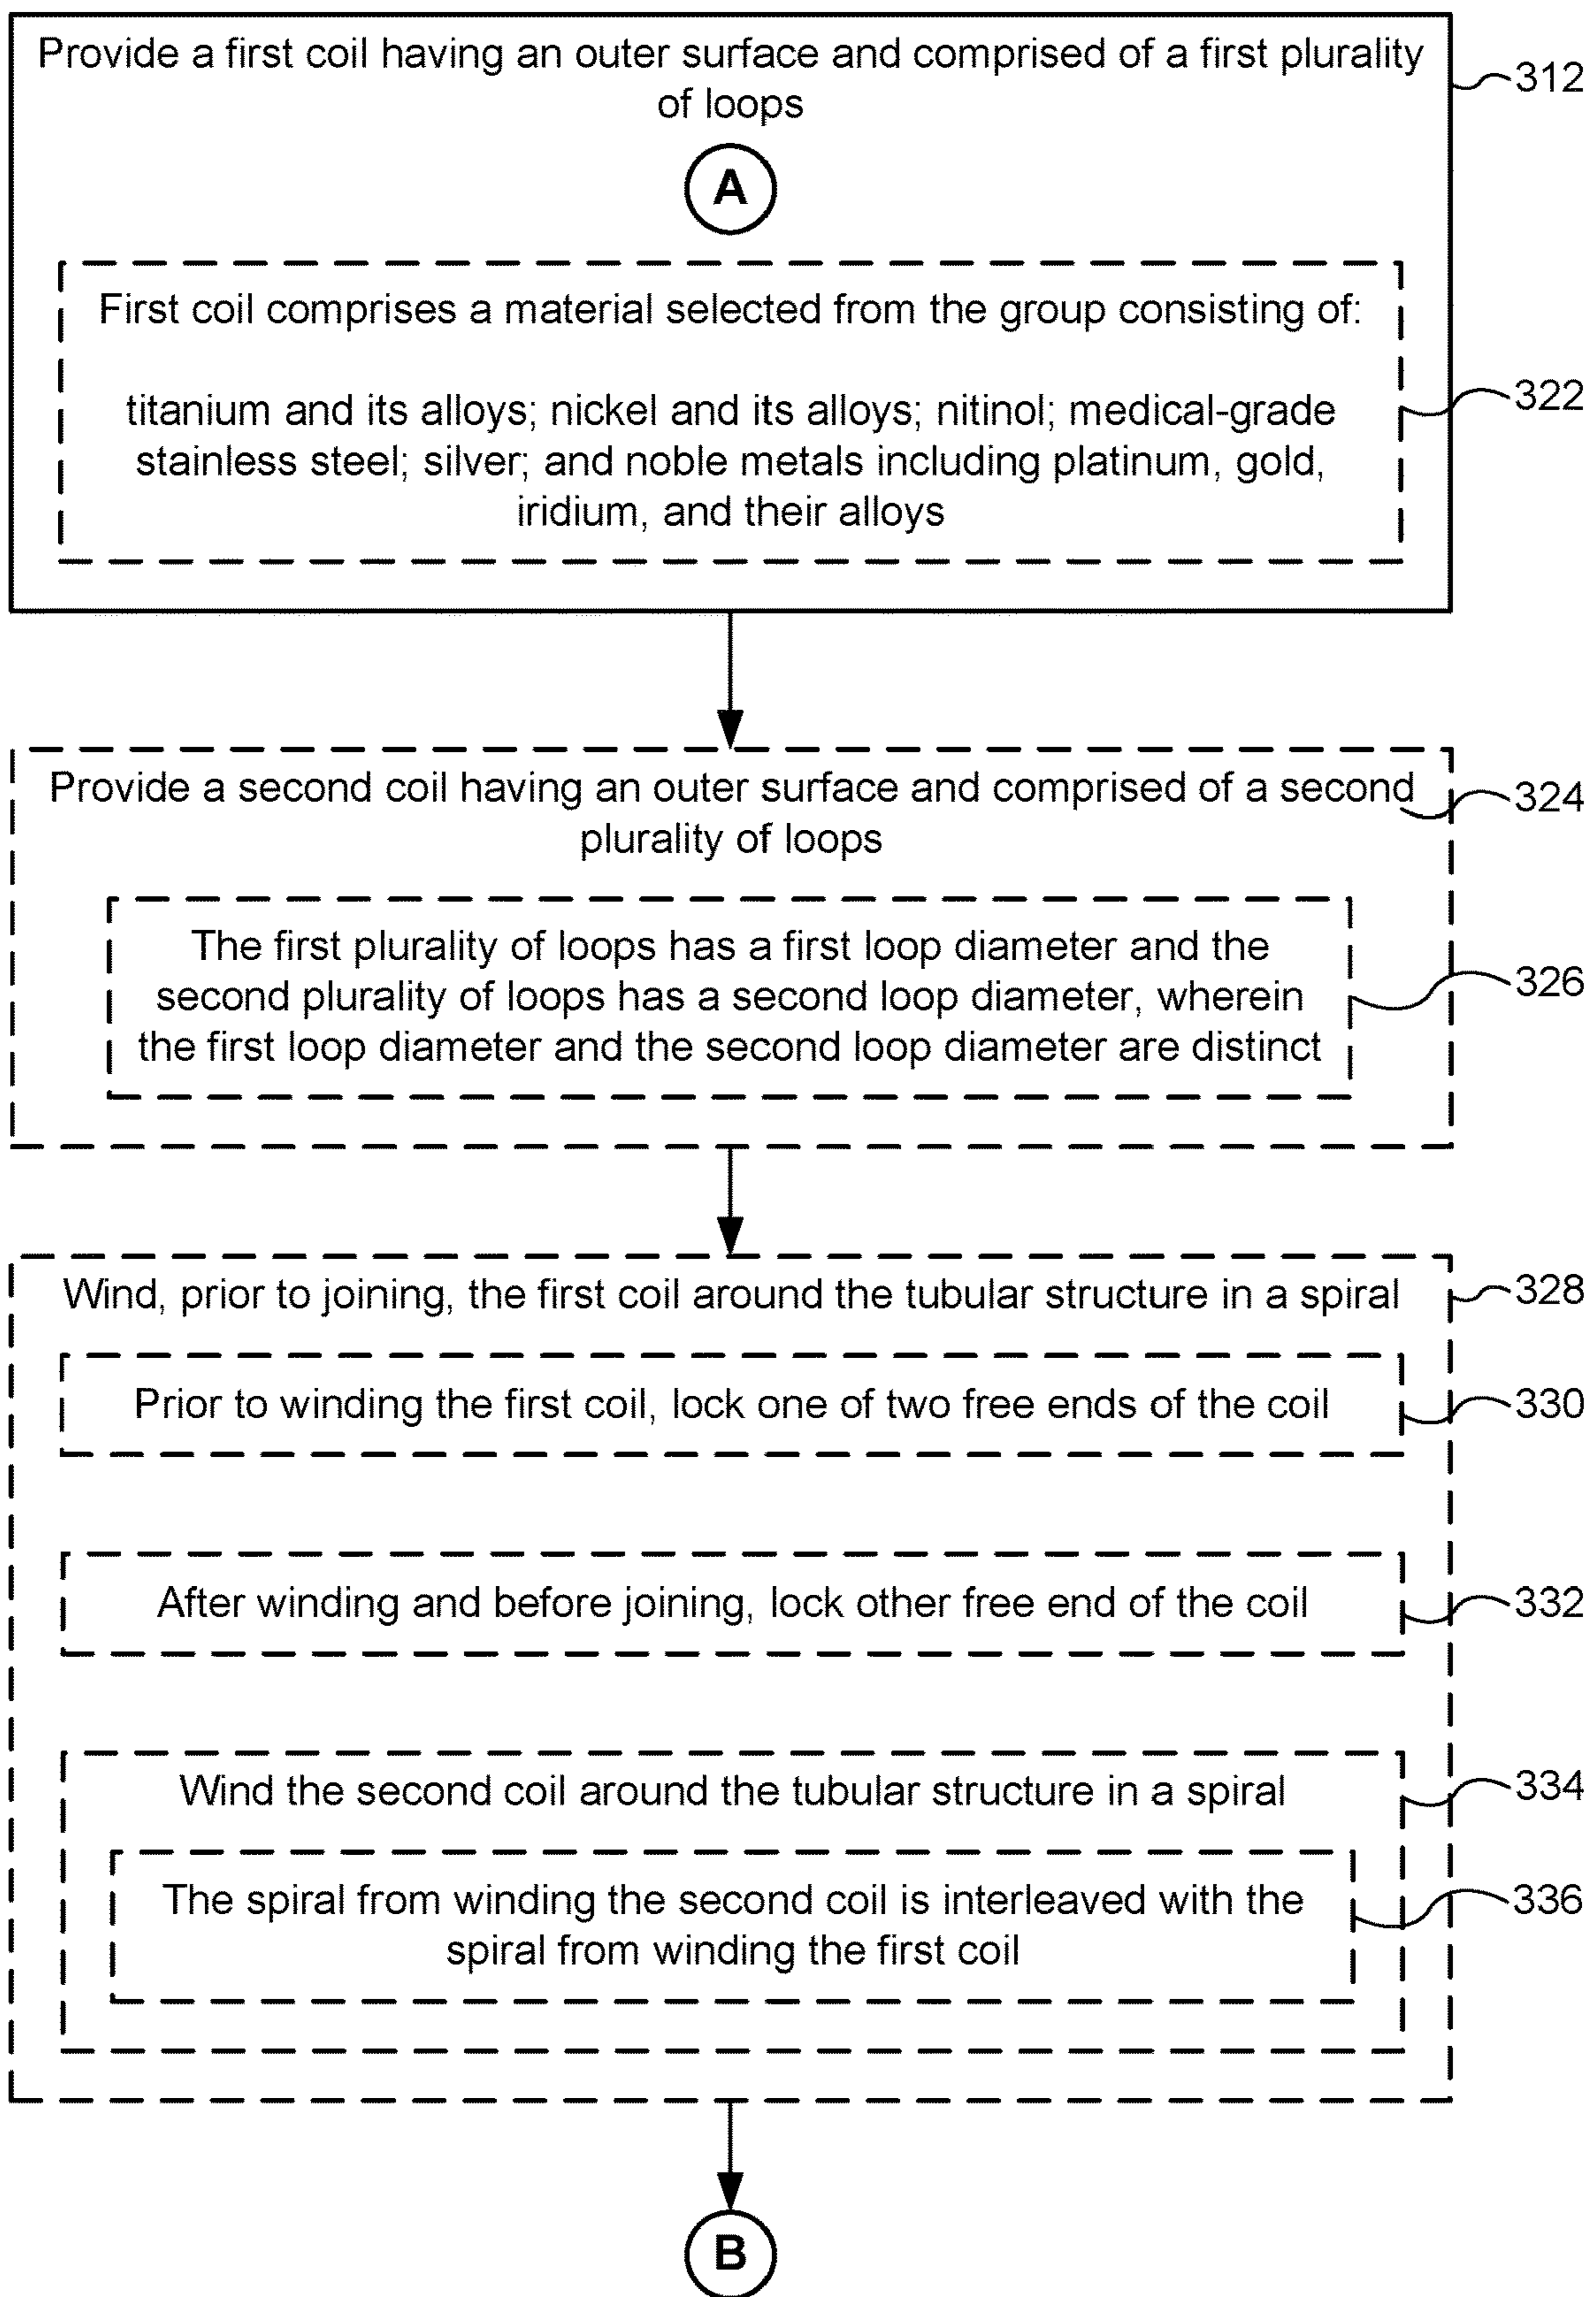 Provide a first coil having an outer surface and comprised of a first plurality
of loops
312
A
First coil comprises a material selected from the group consisting of:
titanium and its alloys; nickel and its alloys; nitinol; medical-grade
stainless steel; silver; and noble metals including platinum, gold,
iridium, and their alloys
322
Provide a second coil having an outer surface and comprised of a second
plurality of loops
324
The first plurality of loops has a first loop diameter and the
second plurality of loops has a second loop diameter, wherein
the first loop diameter and the second loop diameter are distinct
326
Wind, prior to joining, the first coil around the tubular structure in a spiral
328
Prior to winding the first coil, lock one of two free ends of the coil
330
After winding and before joining, lock other free end of the coil
332
Wind the second coil around the tubular structure in a spiral
334
The spiral from winding the second coil is interleaved with the
spiral from winding the first coil
336
B